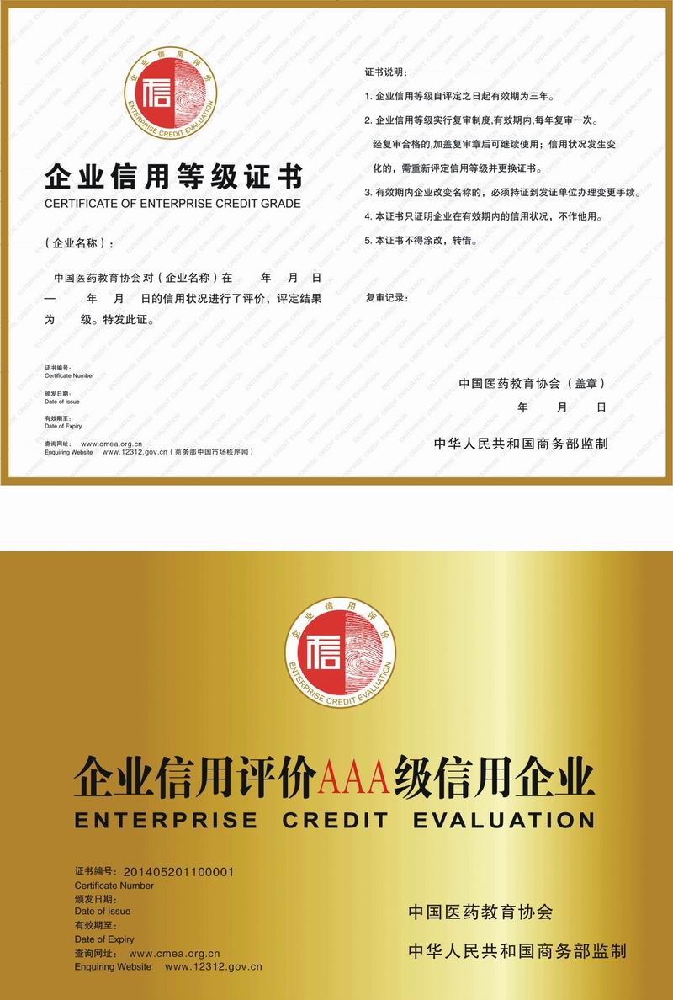 企业信用评价
信
ENTERPRISE CREDIT EVALUATION
企业信用等级证书
CERTIFICATE OF ENTERPRISE CREDIT GRADE
（企业名称）：
中国医药教育协会对（企业名称）在 年 月 日
— 年 月 日的信用状况进行了评价，评定结果
为 级。特发此证。
证书编号：
Certificate Number
颁发日期：
Date of Issue
有效期至：
Date of Expiry
查询网址： www.cmea.org.cn
Enquiring Website www.12312.gov.cn（商务部中国市场秩序网）
证书说明：
1. 企业信用等级自评定之日起有效期为三年。
2. 企业信用等级实行复审制度,有效期内,每年复审一次。
经复审合格的,加盖复审章后可继续使用；信用状况发生变
化的，需重新评定信用等级并更换证书。
3. 有效期内企业改变名称的，必须持证到发证单位办理变更手续。
4. 本证书只证明企业在有效期内的信用状况，不作他用。
5. 本证书不得涂改，转借。
复审记录：
中国医药教育协会（盖章）
年 月 日
中华人民共和国商务部监制
企业信用评价
信
ENTERPRISE CREDIT EVALUATION
企业信用评价AAA级信用企业
ENTERPRISE CREDIT EVALUATION
证书编号：201405201100001
Certificate Number
颁发日期：
Date of Issue
有效期至：
Date of Expiry
查询网址： www.cmea.org.cn
Enquiring Website www.12312.gov.cn
中国医药教育协会
中华人民共和国商务部监制